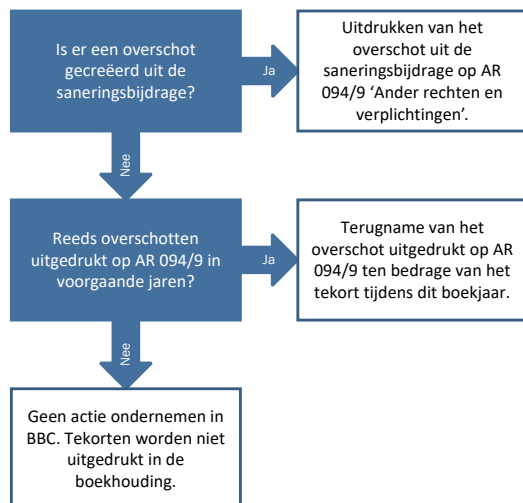 Is er een overschot
gecreëerd uit de
saneringsbijdrage?
Ja
Uitdrukken van het
overschot uit de
saneringsbijdrage op AR
094/9 ‘Ander rechten en
verplichtingen’.
Nee
Reeds overschotten
uitgedrukt op AR 094/9 in
voorgaande jaren?
Ja
Terugname van het
overschot uitgedrukt op AR
094/9 ten bedrage van het
tekort tijdens dit boekjaar.
Nee
Geen actie ondernemen in
BBC. Tekorten worden niet
uitgedrukt in de
boekhouding.